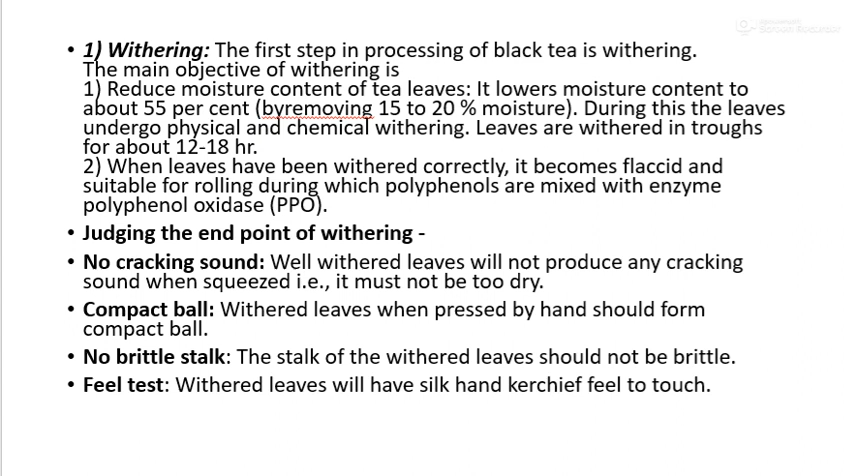 • 1) Withering: The first step in processing of black tea is withering.
The main objective of withering is
1) Reduce moisture content of tea leaves: It lowers moisture content to
about 55 per cent (byremoving 15 to 20 % moisture). During this the leaves
undergo physical and chemical withering. Leaves are withered in troughs
for about 12-18 hr.
2) When leaves have been withered correctly, it becomes flaccid and
suitable for rolling during which polyphenols are mixed with enzyme
polyphenol oxidase (PPO).
• Judging the end point of withering -
• No cracking sound: Well withered leaves will not produce any cracking
sound when squeezed i.e., it must not be too dry.
• Compact ball: Withered leaves when pressed by hand should form
compact ball.
• No brittle stalk: The stalk of the withered leaves should not be brittle.
• Feel test: Withered leaves will have silk hand kerchief feel to touch.
Screen Recorder